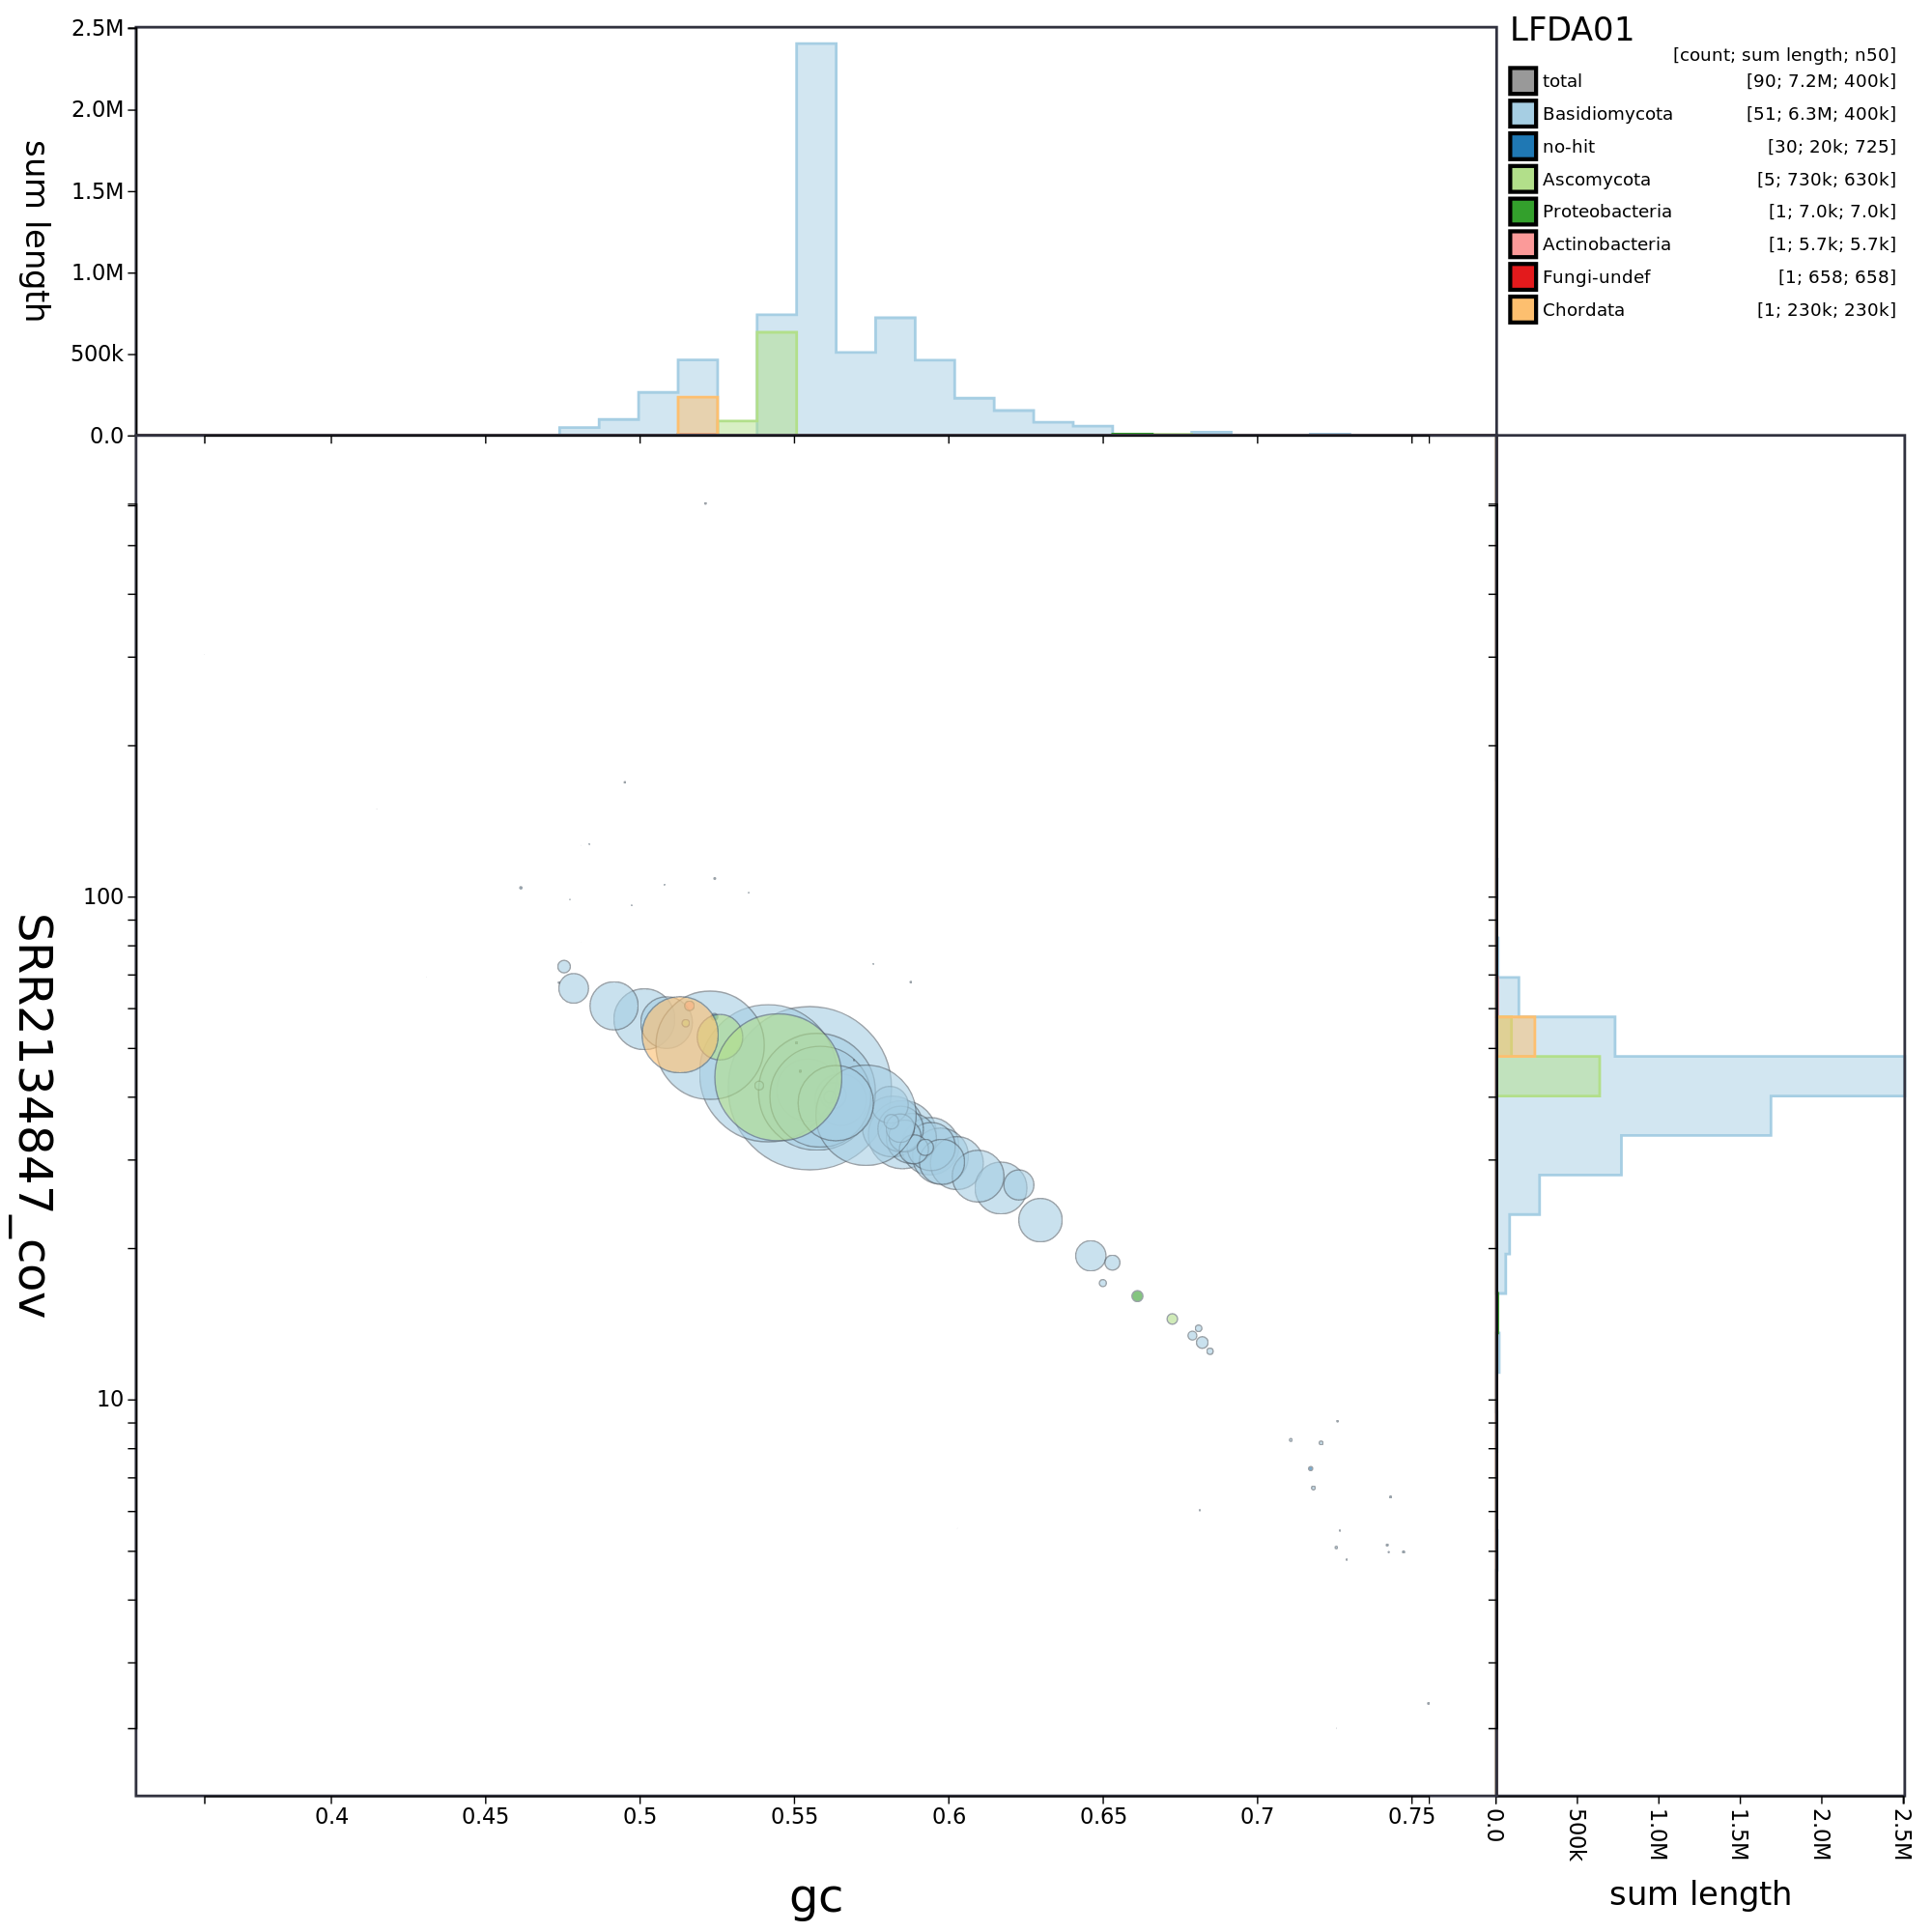 LFDA01
[count; sum length; n50]
total [90; 7.2M; 400k]
Basidiomycota [51; 6.3M; 400k]
no-hit [30; 20k; 725]
Ascomycota [5; 730k; 630k]
Proteobacteria [1; 7.0k; 7.0k]
Actinobacteria [1; 5.7k; 5.7k]
Fungi-undef [1; 658; 658]
Chordata [1; 230k; 230k]
2.5M
2.0M
1.5M
1.0M
500k
0.0
sum length
100
10
SRR2134847_cov
0.4 0.45 0.5 0.55 0.6 0.65 0.7 0.75
gc
0.0 500k 1.0M 1.5M 2.0M 2.5M
sum length